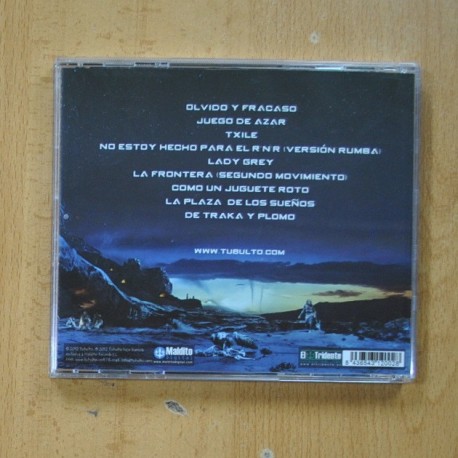 OLVIDO Y FRACASO
JUEGO DE AZAR
TXILE
NO ESTOY HECHO PARA EL R'N'R (VERSIÓN RUMBA)
LADY GREY
LA FRONTERA (SEGUNDO MOVIMIENTO)
COMO UN JUGUETE ROTO
LA PLAZA DE LOS SUEÑOS
DE TRAKA Y PLOMO
WWW.TUBULTO.COM
Maldito
El Tridente